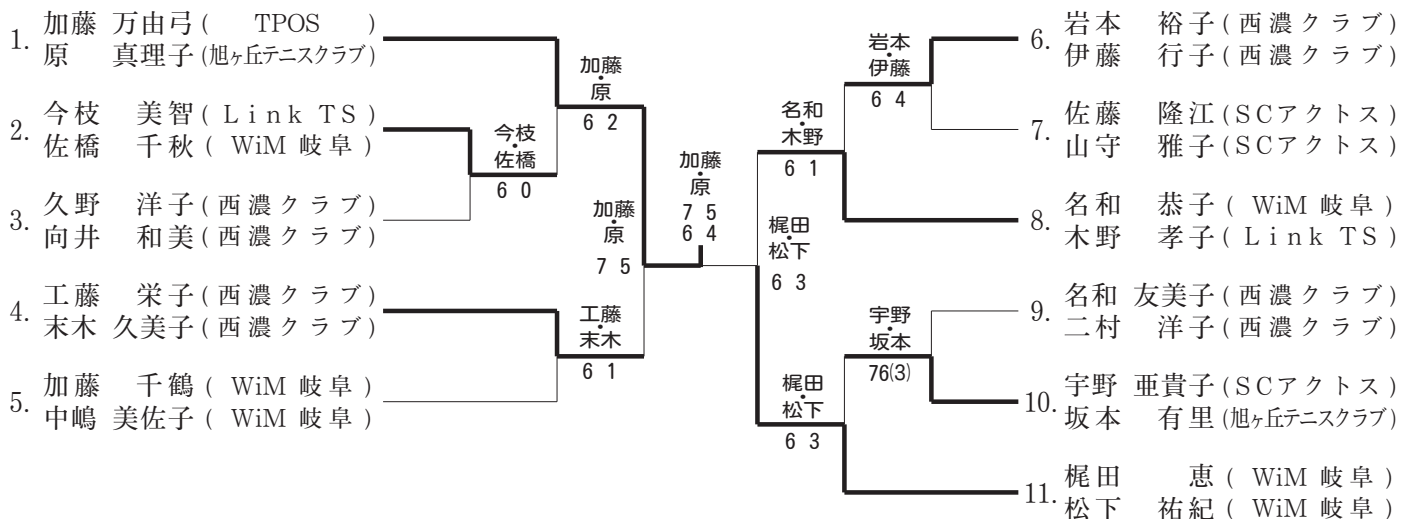 1. 加藤 万由弓 ( TPOS )
原 真理子 (旭ヶ丘テニスクラブ)
2. 今枝 美智 ( Link TS )
佐橋 千秋 ( WiM 岐阜 )
3. 久野 洋子 ( 西濃クラブ )
向井 和美 ( 西濃クラブ )
4. 工藤 栄子 ( 西濃クラブ )
末木 久美子 ( 西濃クラブ )
5. 加藤 千鶴 ( WiM 岐阜 )
中嶋 美佐子 ( WiM 岐阜 )
今枝・佐橋
6 0
加藤・原
6 2
工藤・末木
6 1
加藤・原
7 5
加藤・原
7 5
6 4
梶田・松下
6 3
名和・木野
6 1
梶田・松下
6 3
岩本・伊藤
6 4
宇野・坂本
76(3)
6. 岩本 裕子 ( 西濃クラブ )
伊藤 行子 ( 西濃クラブ )
7. 佐藤 隆江 (SCアクトス)
山守 雅子 (SCアクトス)
8. 名和 恭子 ( WiM 岐阜 )
木野 孝子 ( Link TS )
9. 名和 友美子 ( 西濃クラブ )
二村 洋子 ( 西濃クラブ )
10. 宇野 亜貴子 (SCアクトス)
坂本 有里 (旭ヶ丘テニスクラブ)
11. 梶田 恵 ( WiM 岐阜 )
松下 祐紀 ( WiM 岐阜 )